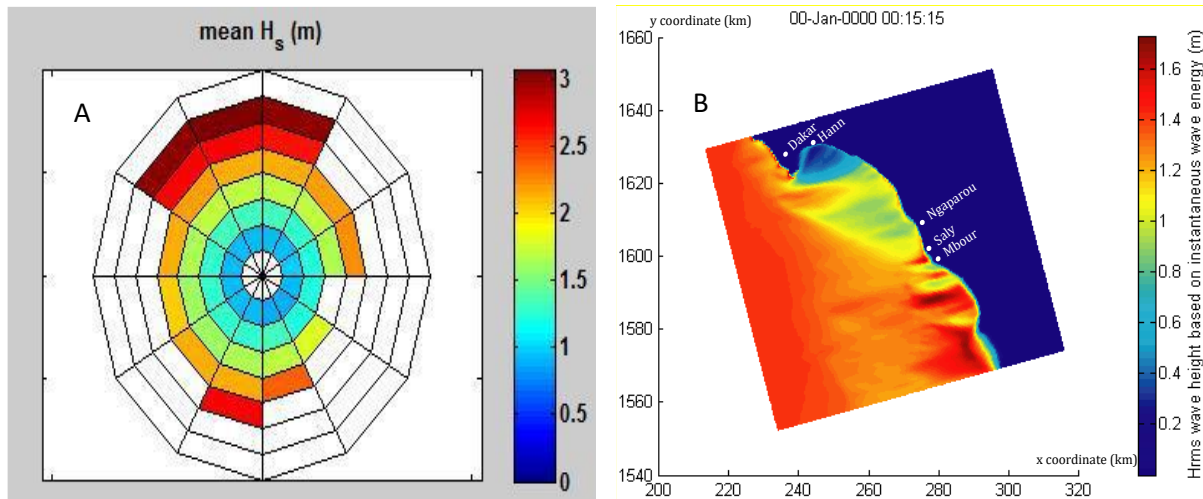 mean Hs (m)
A
3
2.5
2
1.5
1
0.5
0
y coordinate (km)
00-Jan-0000 00:15:15
B
1660
1640
1620
1600
1580
1560
1540
200
220
240
260
280
300
320
x coordinate (km)
Dakar
Hann
Ngaparou
Saly
Mbour
1.6
1.4
1.2
1
0.8
0.6
0.4
0.2
Hrms wave height based on instantaneous wave energy (m)